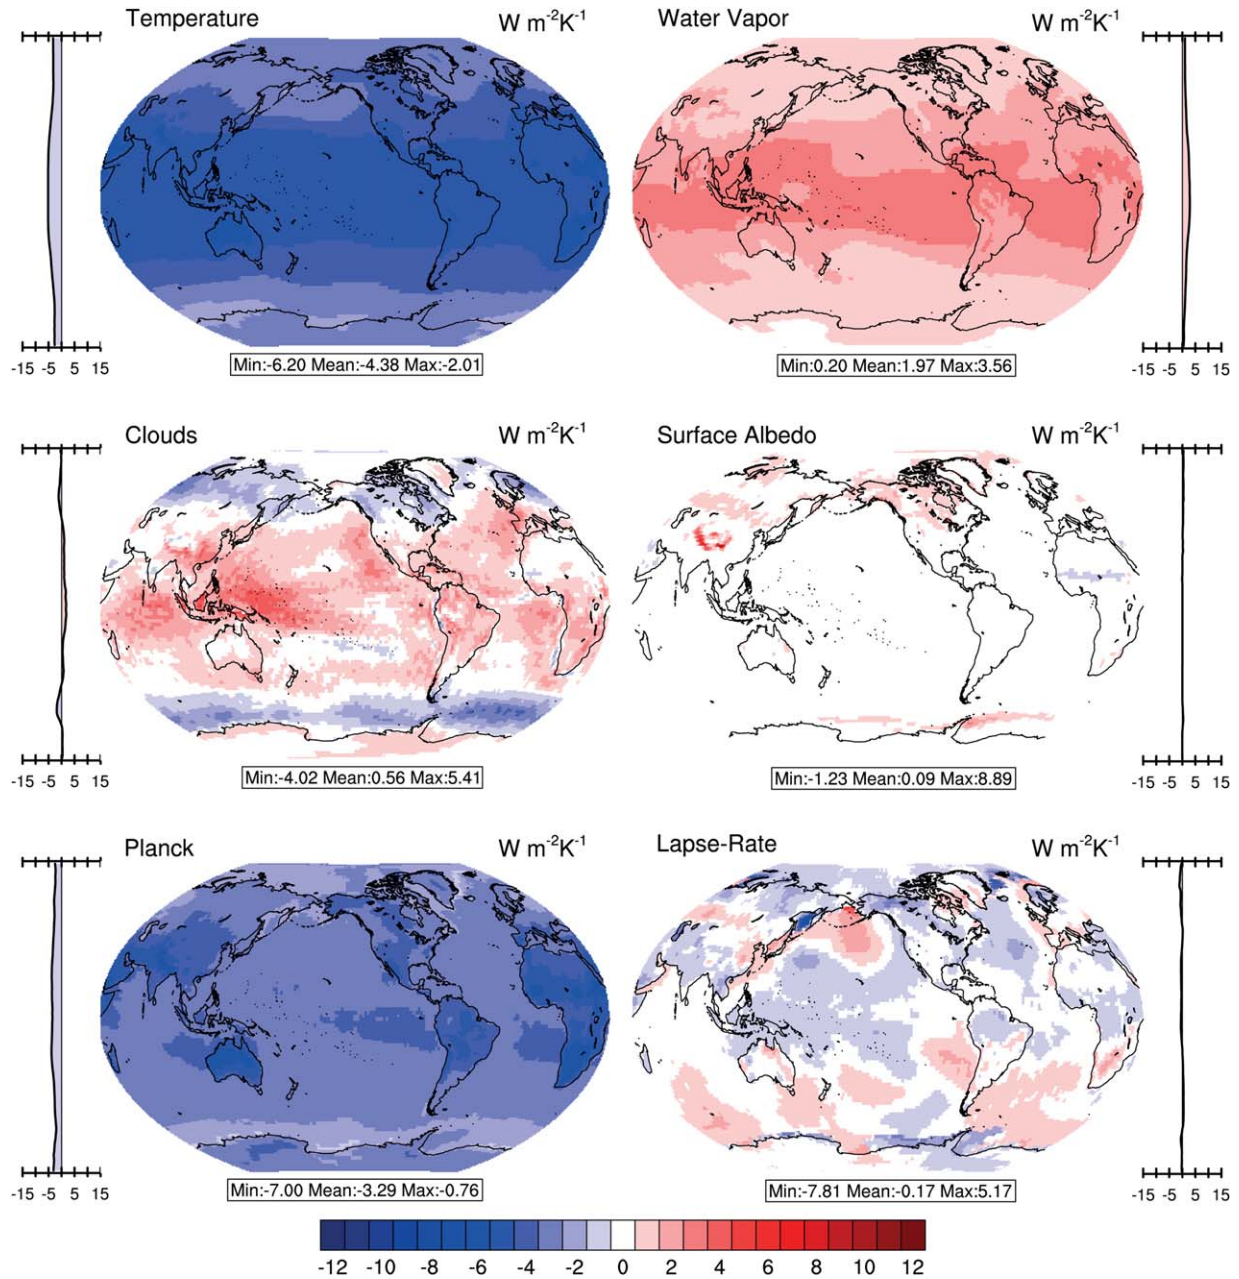 Temperature W m-2K-1 Water Vapor W m-2K-1
-15 -5 5 15 Min:-6.20 Mean:-4.38 Max:-2.01 Min:0.20 Mean:1.97 Max:3.56 -15 -5 5 15
Clouds W m-2K-1 Surface Albedo W m-2K-1
-15 -5 5 15 Min:-4.02 Mean:0.56 Max:5.41 Min:-1.23 Mean:0.09 Max:8.89 -15 -5 5 15
Planck W m-2K-1 Lapse-Rate W m-2K-1
-15 -5 5 15 Min:-7.00 Mean:-3.29 Max:-0.76 Min:-7.81 Mean:-0.17 Max:5.17 -15 -5 5 15
-12 -10 -8 -6 -4 -2 0 2 4 6 8 10 12